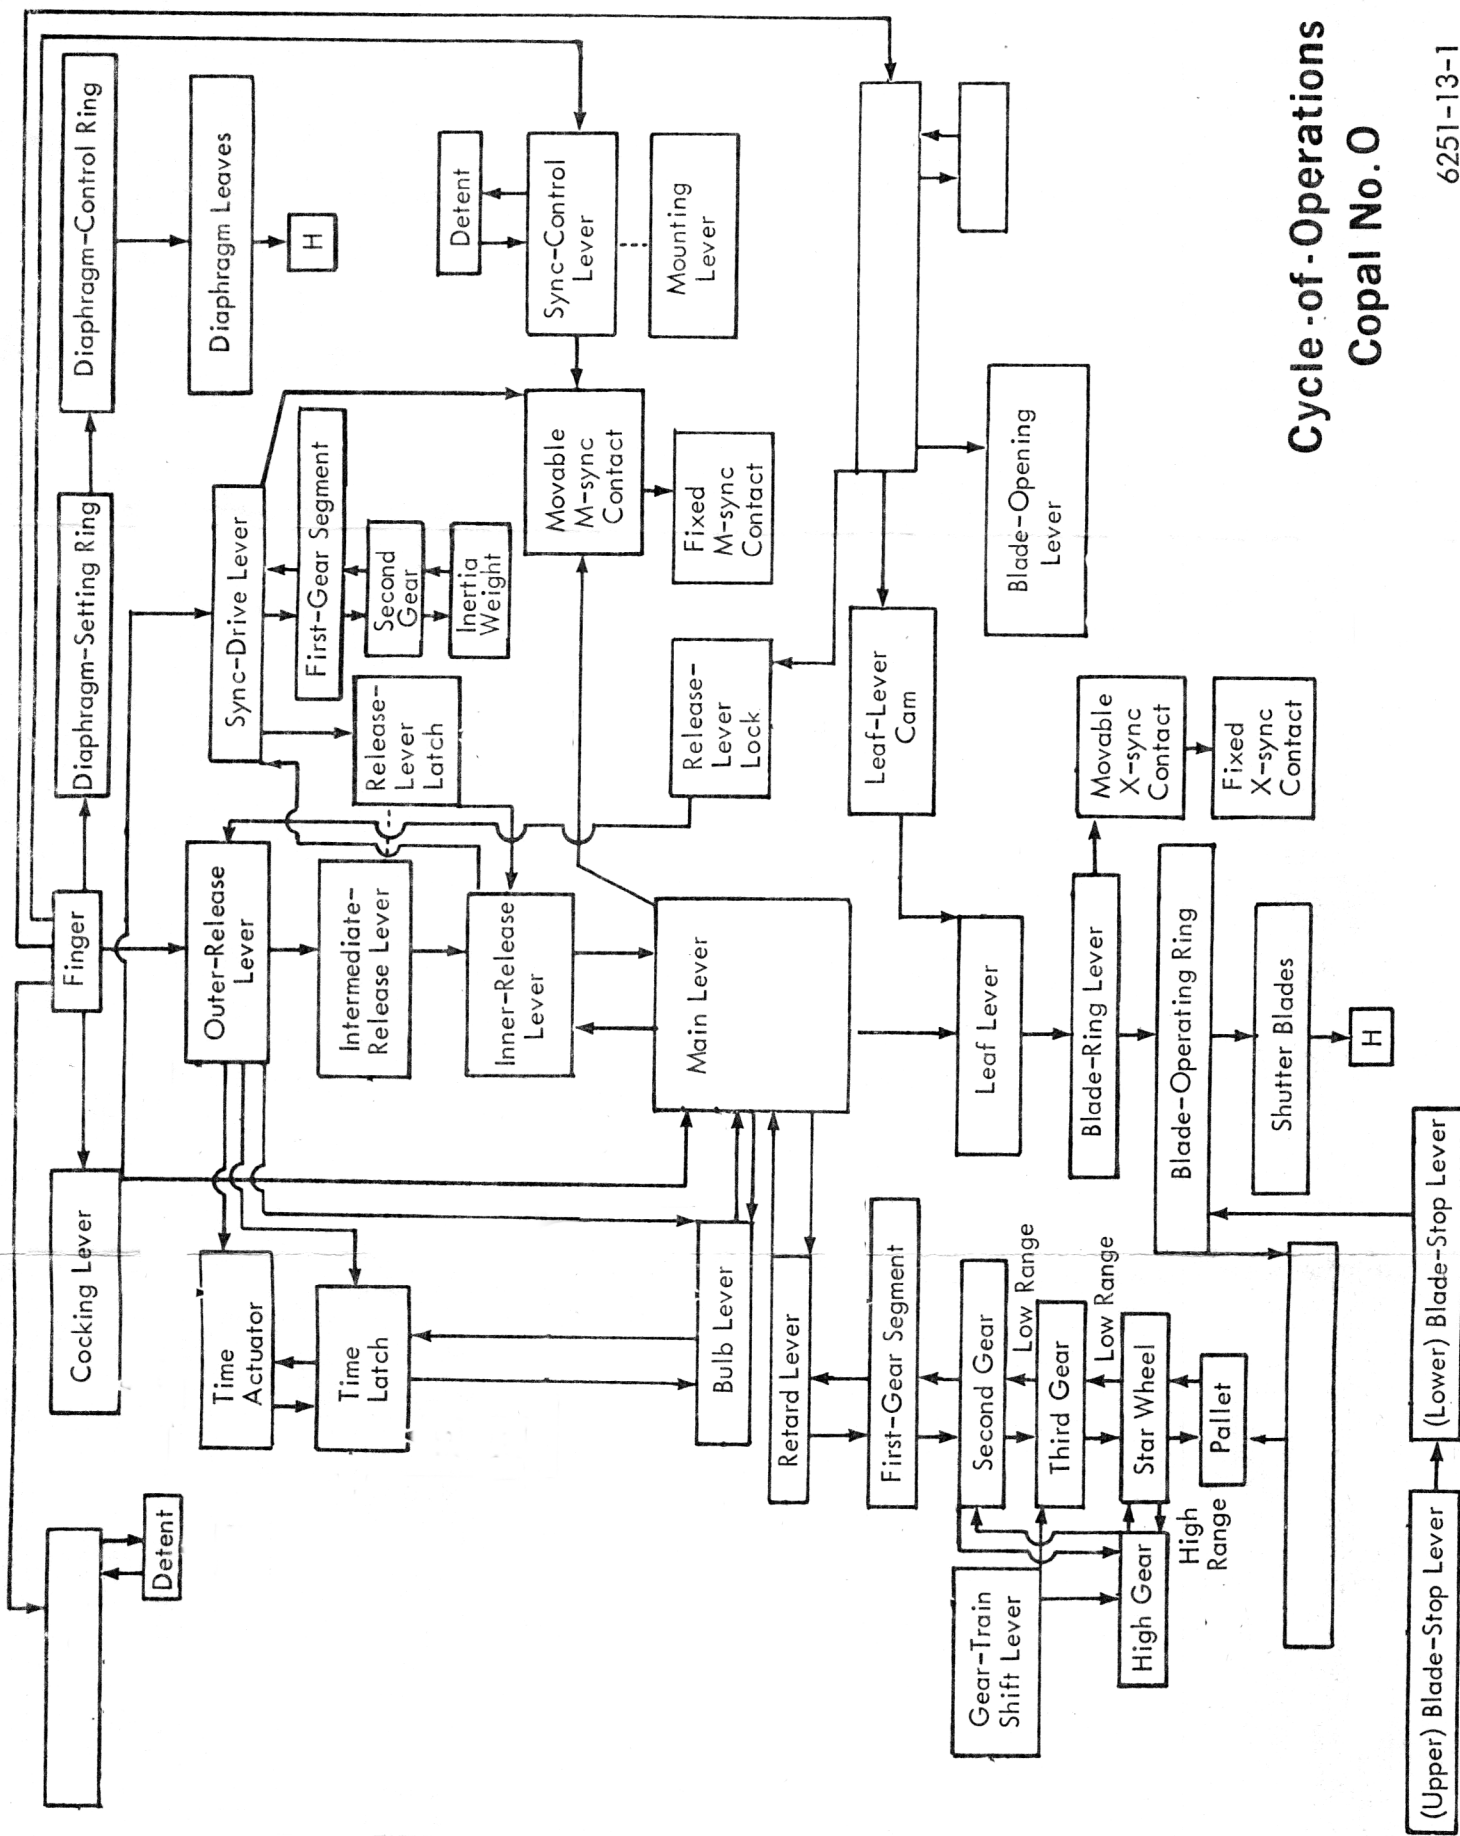 Diaphragm-Setting Ring
Diaphragm-Control Ring
Diaphragm Leaves
H
Finger
Cocking Lever
Detent
Outer-Release
Lever
Intermediate-
Release Lever
Inner-Release
Lever
Main Lever
Time
Actuator
Time
Latch
Bulb Lever
Retard Lever
Sync-Drive Lever
First-Gear Segment
Second
Gear
Inertia
Weight
Release-
Lever
Latch
Detent
Sync-Control
Lever
Mounting
Lever
Movable
M-sync
Contact
Fixed
M-sync
Contact
Release-
Lever
Lock
Leaf-Lever
Cam
Blade-Opening
Lever
First-Gear Segment
Second Gear
Low Range
Third Gear
Low Range
Star Wheel
Pallet
Gear-Train
Shift Lever
High Gear
High
Range
Leaf Lever
Blade-Ring Lever
Movable
X-sync
Contact
Fixed
X-sync
Contact
Blade-Operating Ring
Shutter Blades
H
(Upper) Blade-Stop Lever
(Lower) Blade-Stop Lever
Cycle-of-Operations
Copal No. O
6251-13-1